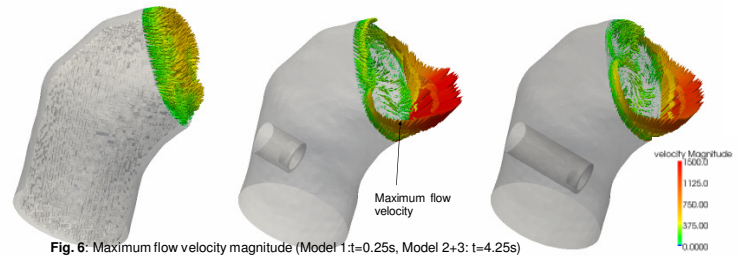 velocity Magnitude
1500.0
1125.0
750.00
375.00
0.0000
Maximum flow
velocity
Fig. 6: Maximum flow velocity magnitude (Model 1:t=0.25s, Model 2+3: t=4.25s)